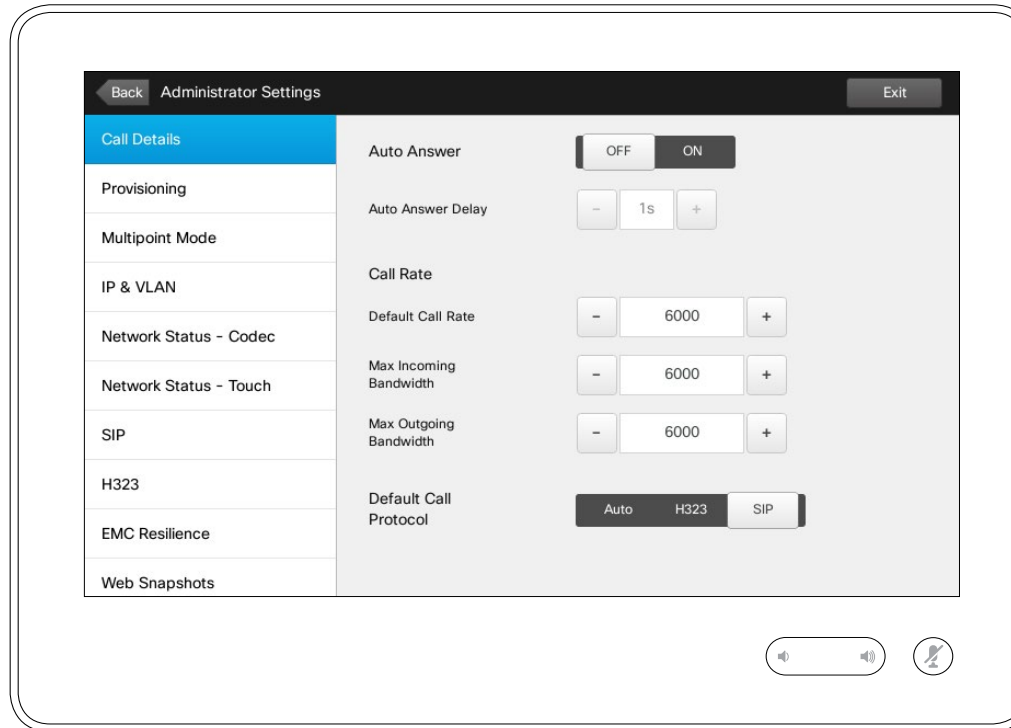 Back
Administrator Settings
Exit
Call Details
Provisioning
Multipoint Mode
IP & VLAN
Network Status - Codec
Network Status - Touch
SIP
H323
EMC Resilience
Web Snapshots
Auto Answer
OFF ON
Auto Answer Delay
- 1s +
Call Rate
Default Call Rate
- 6000 +
Max Incoming
Bandwidth
- 6000 +
Max Outgoing
Bandwidth
- 6000 +
Default Call
Protocol
Auto H323 SIP